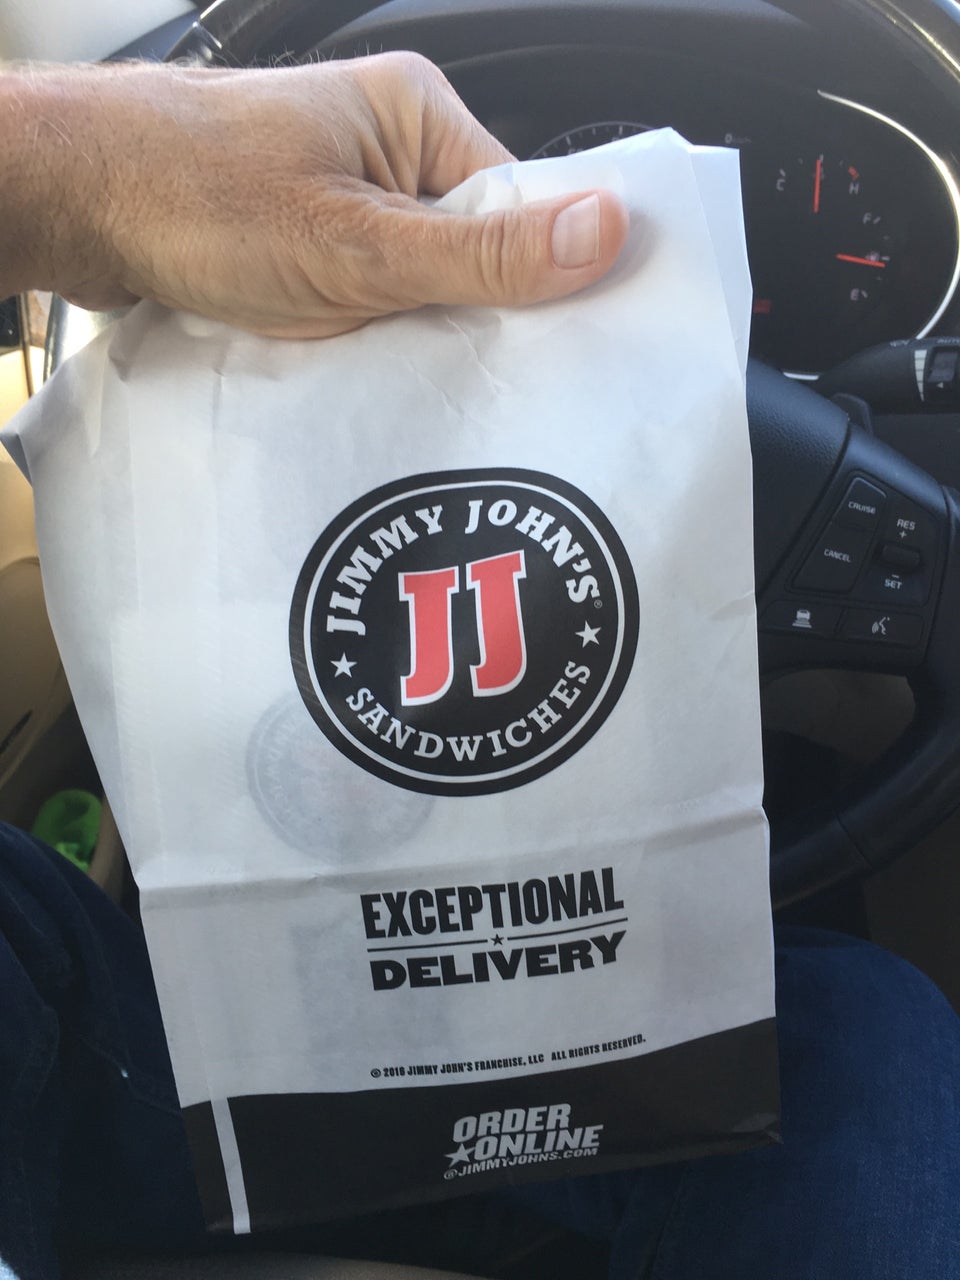 JIMMY JOHN'S®
JJ
SANDWICHES
EXCEPTIONAL
DELIVERY
© 2016 JIMMY JOHN'S FRANCHISE, LLC ALL RIGHTS RESERVED.
ORDER
ONLINE
@JIMMYJOHNS.COM
C
H
F
E
CRUISE
RES
+
CANCEL
−
SET